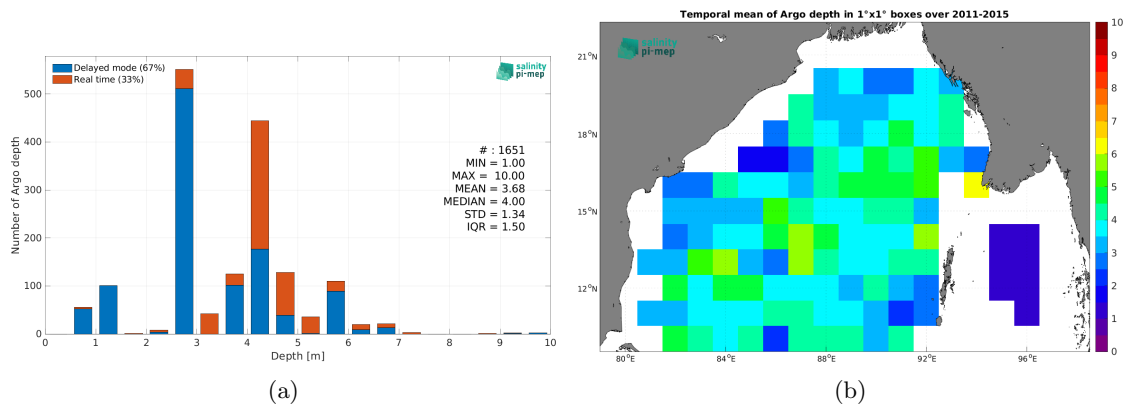 Delayed mode (67%)
Real time (33%)
salinity
pi-mep
Number of Argo depth
500
400
300
200
100
0
# : 1651
MIN = 1.00
MAX = 10.00
MEAN = 3.68
MEDIAN = 4.00
STD = 1.34
IQR = 1.50
0 1 2 3 4 5 6 7 8 9 10
Depth [m]
(a)
Temporal mean of Argo depth in 1°x1° boxes over 2011-2015
salinity
pi-mep
21°N
18°N
15°N
12°N
80°E 84°E 88°E 92°E 96°E
10
9
8
7
6
5
4
3
2
1
0
(b)